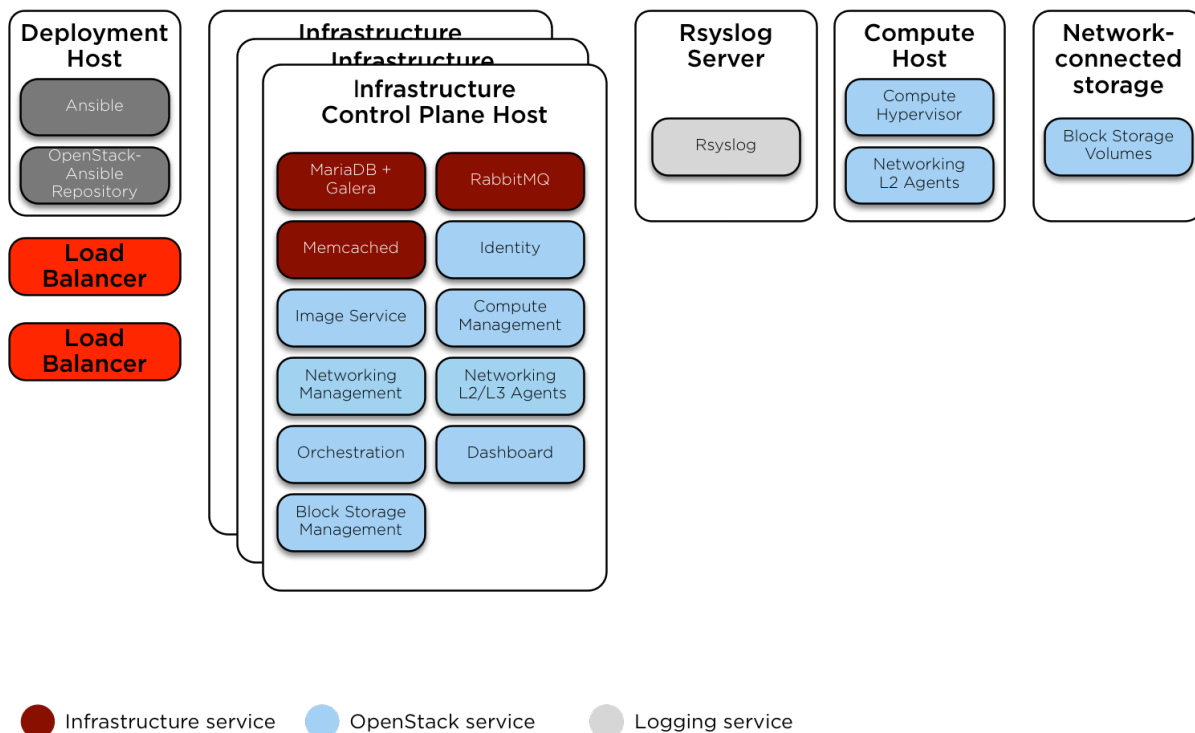 Deployment
Host
Ansible
OpenStack-
Ansible
Repository
Load
Balancer
Load
Balancer
Infrastructure
Infrastructure
Infrastructure
Control Plane Host
MariaDB +
Galera
RabbitMQ
Memcached
Identity
Image Service
Compute
Management
Networking
Management
Networking
L2/L3 Agents
Orchestration
Dashboard
Block Storage
Management
Rsyslog
Server
Rsyslog
Compute
Host
Compute
Hypervisor
Networking
L2 Agents
Network-
connected
storage
Block Storage
Volumes
Infrastructure service
OpenStack service
Logging service